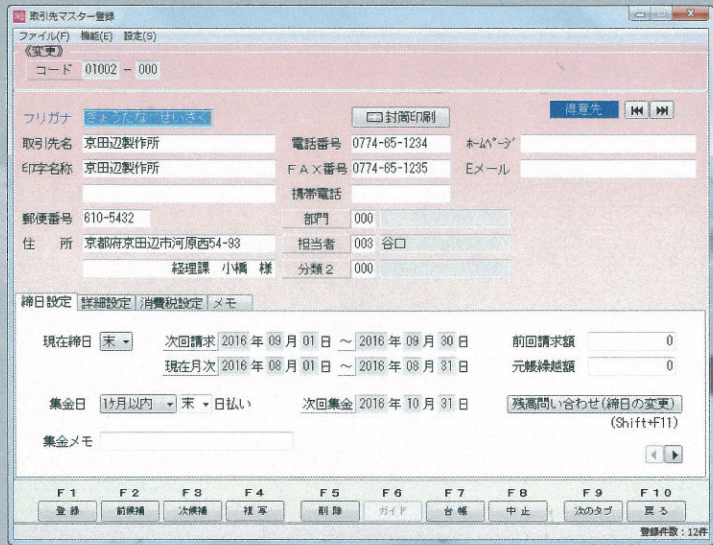 取引先マスター登録
ファイル(F) 機能(E) 設定(S)
《変更》
コード 01002 - 000
フリガナ きょうたなべせいさく 封筒印刷 得意先
取引先名 京田辺製作所 電話番号 0774-65-1234 ホームページ
印字名称 京田辺製作所 FAX番号 0774-65-1235 Eメール
携帯電話
郵便番号 610-5432 部門 000
住 所 京都府京田辺市河原西54-93 担当者 003 谷口
経理課 小橋 様 分類2 000
締日設定 詳細設定 消費税設定 メモ
現在締日 末 次回請求 2016 年 09 月 01 日 ～ 2016 年 09 月 30 日 前回請求額 0
現在月次 2016 年 08 月 01 日 ～ 2016 年 08 月 31 日 元帳繰越額 0
集金日 1ヶ月以内 末 日払い 次回集金 2016 年 10 月 31 日 残高問い合わせ(締日の変更)
(Shift+F11)
集金メモ
F1 F2 F3 F4 F5 F6 F7 F8 F9 F10
登録 前候補 次候補 複写 削除 ガイド 台帳 中止 次のタブ 戻る
登録件数：12件